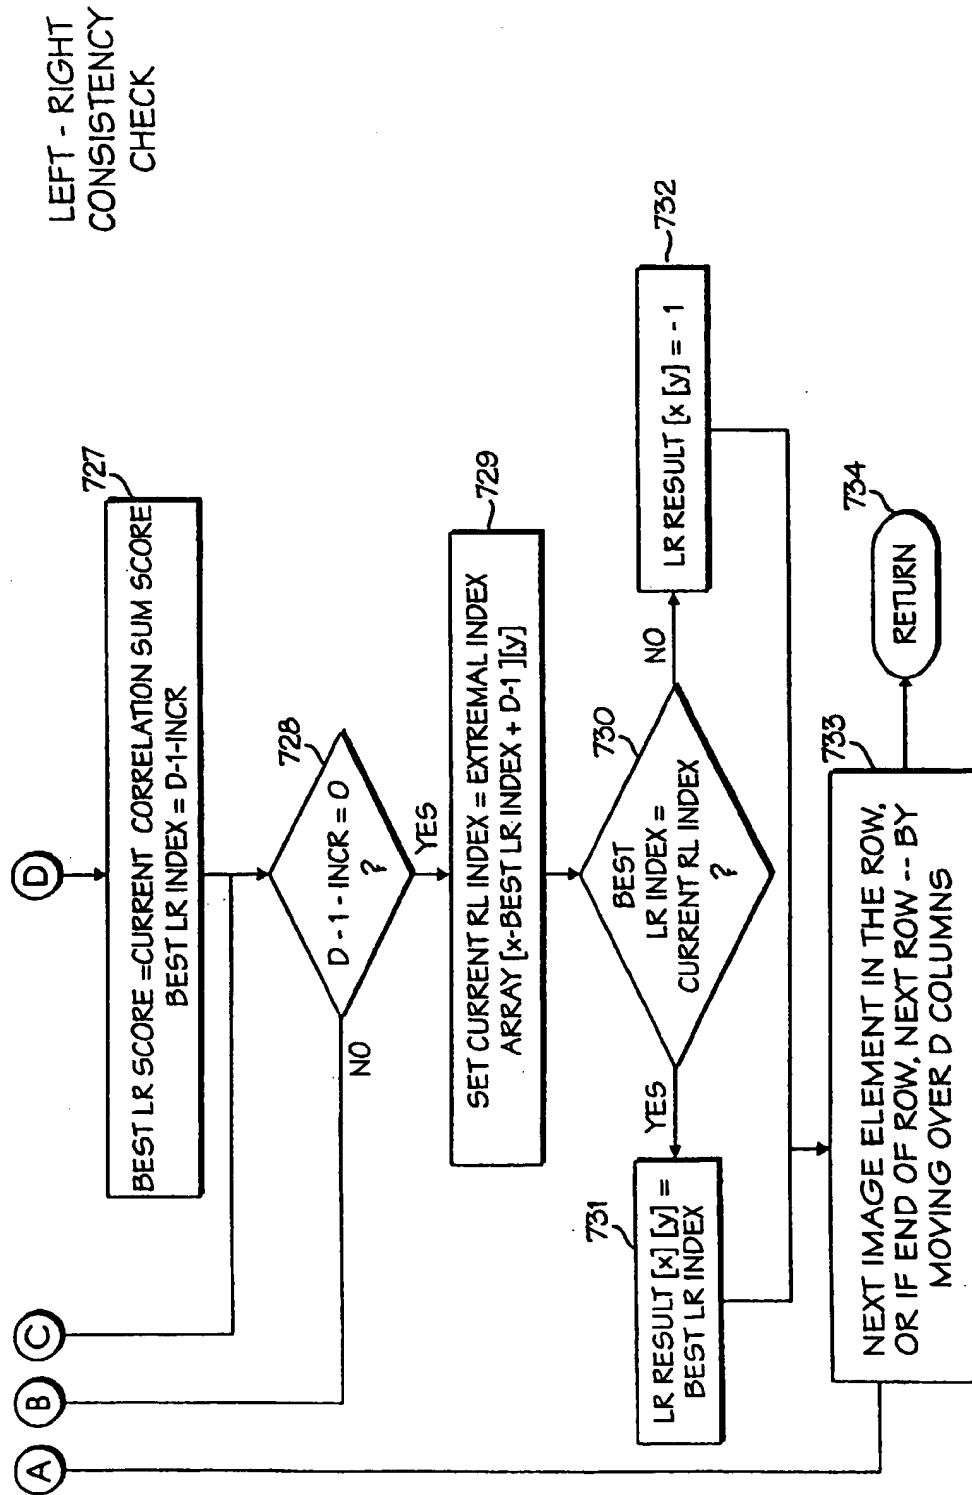 LEFT - RIGHT
CONSISTENCY
CHECK
A
B
C
D
727
BEST LR SCORE =CURRENT CORRELATION SUM SCORE
BEST LR INDEX = D-1-INCR
728
D - 1 - INCR = 0
?
NO
YES
729
SET CURRENT RL INDEX = EXTREMAL INDEX
ARRAY [x-BEST LR INDEX + D-1 ][y]
730
BEST
LR INDEX =
CURRENT RL INDEX
?
YES
NO
731
LR RESULT [x] [y] =
BEST LR INDEX
732
LR RESULT [x [y] = - 1
733
NEXT IMAGE ELEMENT IN THE ROW,
OR IF END OF ROW, NEXT ROW -- BY
MOVING OVER D COLUMNS
734
RETURN